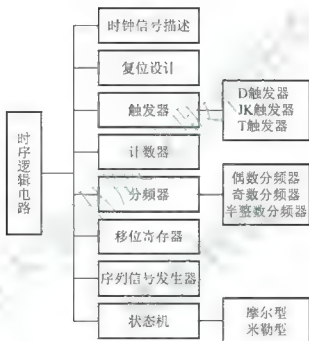 时序逻辑电路
时钟信号描述
复位设计
触发器
D触发器
JK触发器
T触发器
计数器
分频器
偶数分频器
奇数分频器
半整数分频器
移位寄存器
序列信号发生器
状态机
摩尔型
米勒型